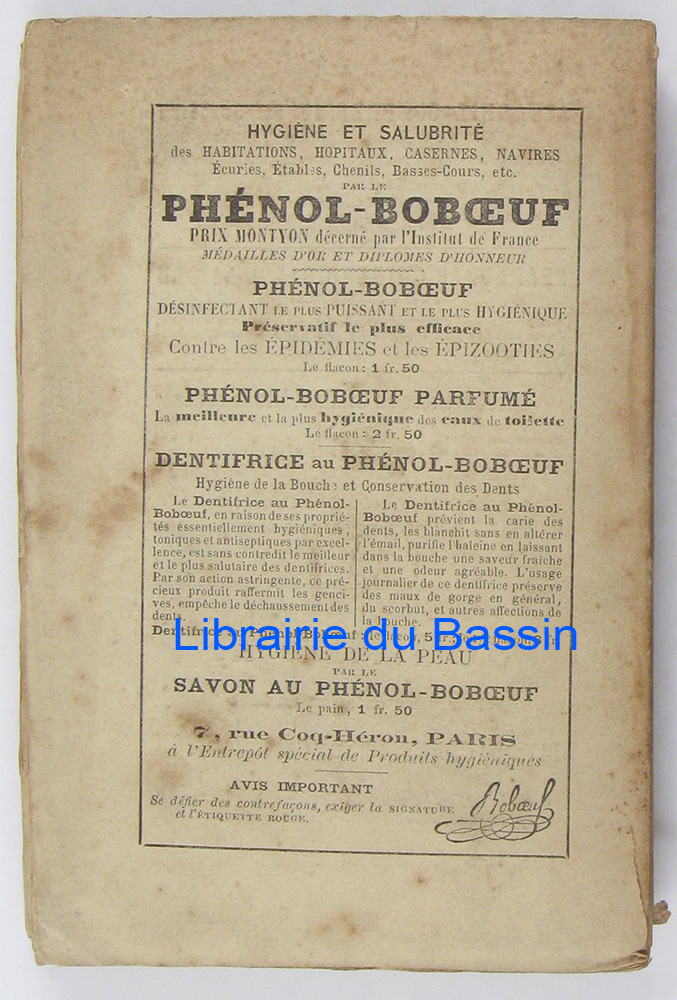 HYGIÈNE ET SALUBRITÉ
des HABITATIONS, HOPITAUX, CASERNES, NAVIRES
Écuries, Étables, Chenils, Basses-Cours, etc.
PAR LE
PHÉNOL-BOBŒUF
PRIX MONTYON décerné par l'Institut de France
MÉDAILLES D'OR ET DIPLOMES D'HONNEUR
PHÉNOL-BOBŒUF
DÉSINFECTANT LE PLUS PUISSANT ET LE PLUS HYGIÉNIQUE
Préservatif le plus efficace
Contre les ÉPIDÉMIES et les ÉPIZOOTIES
Le flacon : 1 fr. 50
PHÉNOL-BOBŒUF PARFUMÉ
La meilleure et la plus hygiénique des eaux de toilette
Le flacon : 2 fr. 50
DENTIFRICE au PHÉNOL-BOBŒUF
Hygiène de la Bouche et Conservation des Dents
Le Dentifrice au Phénol-
Bobœuf, en raison de ses proprié-
tés essentiellement hygiéniques,
toniques et antiseptiques par excel-
lence, est sans contredit le meilleur
et le plus salutaire des dentifrices.
Par son action astringente, ce pré-
cieux produit raffermit les genci-
ves, empêche le déchaussement des
dents.
Le Dentifrice au Phénol-
Bobœuf prévient la carie des
dents, les blanchit sans en altérer
l'émail, purifie l'haleine en laissant
dans la bouche une saveur fraiche
et une odeur agréable. L'usage
journalier de ce dentifrice préserve
des maux de gorge en général,
du scorbut, et autres affections de
la bouche.
Dentifrice au Phénol-Bobœuf : le flacon, 5
Librairie du Bassin
HYGIÈNE DE LA PEAU
PAR LE
SAVON AU PHÉNOL-BOBŒUF
Le pain, 1 fr. 50
7, rue Coq-Héron, PARIS
à l'Entrepôt spécial de Produits hygiéniques
AVIS IMPORTANT
Se défier des contrefaçons, exiger la SIGNATURE
et l'ÉTIQUETTE ROUGE.
Bobœuf